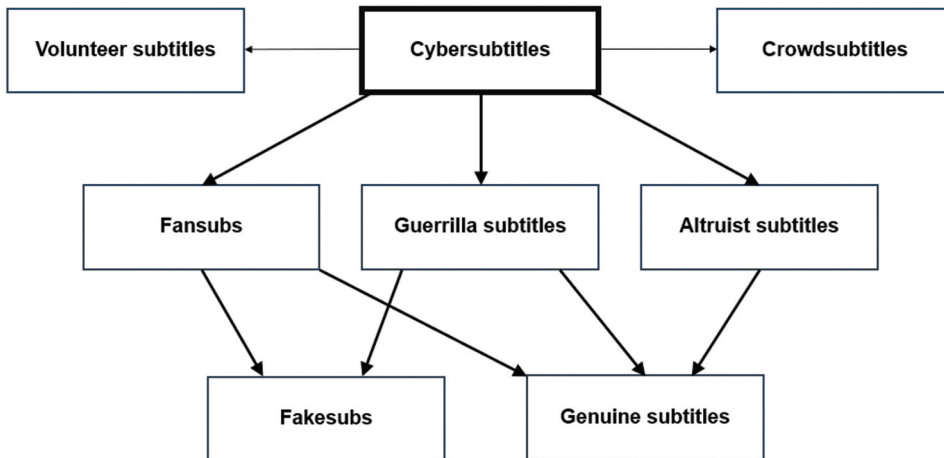 Volunteer subtitles
Cybersubtitles
Crowdsubtitles
Fansubs
Guerrilla subtitles
Altruist subtitles
Fakesubs
Genuine subtitles